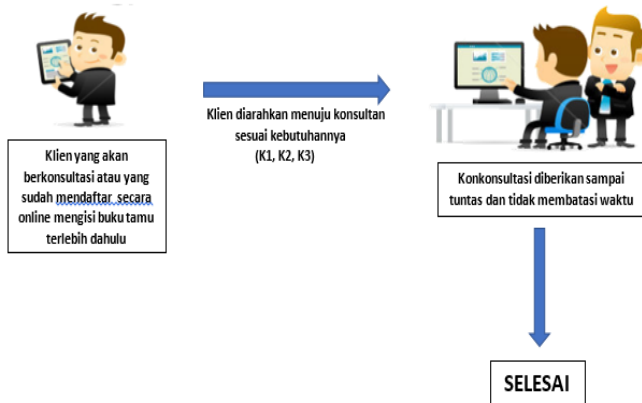 Klien yang akan
berkonsultasi atau yang
sudah mendaftar secara
online mengisi buku tamu
terlebih dahulu
Klien diarahkan menuju konsultan
sesuai kebutuhannya
(K1, K2, K3)
Konkonsultasi diberikan sampai
tuntas dan tidak membatasi waktu
SELESAI